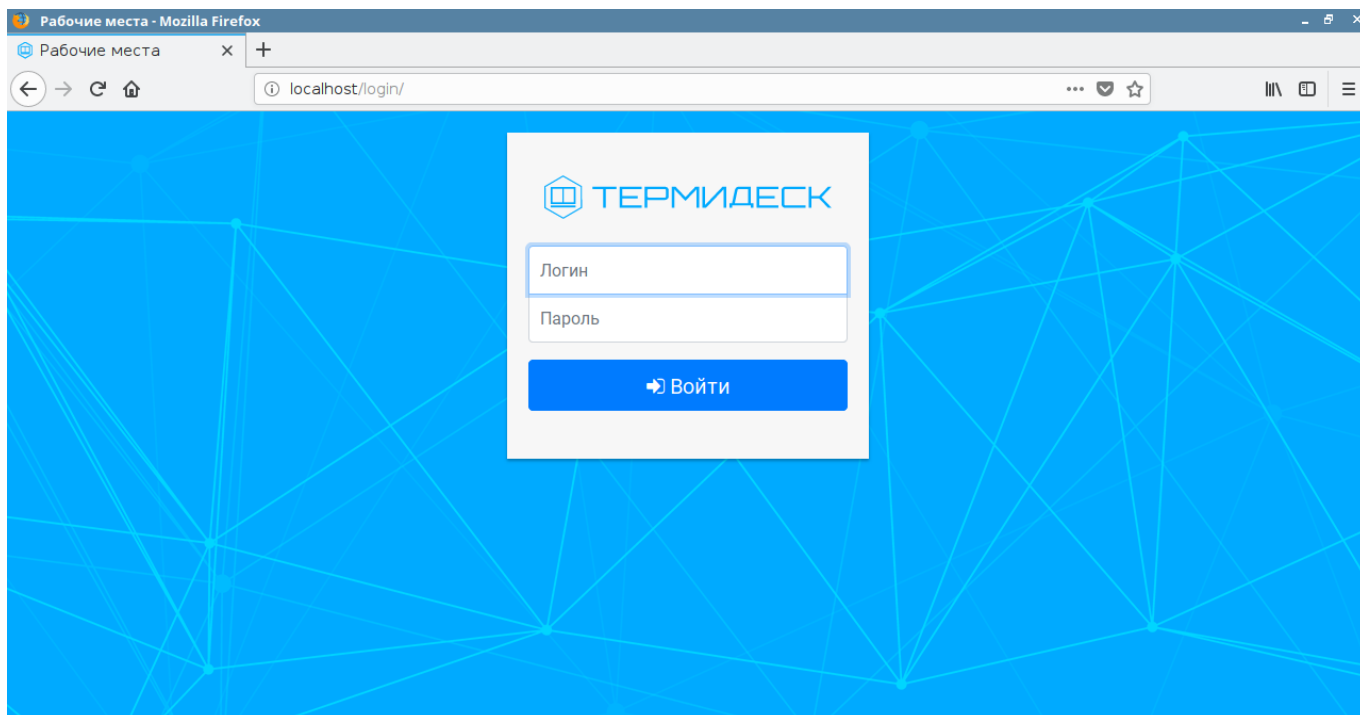 Рабочие места - Mozilla Firefox
Рабочие места
localhost/login/
ТЕРМИДЕСК
Логин
Пароль
Войти